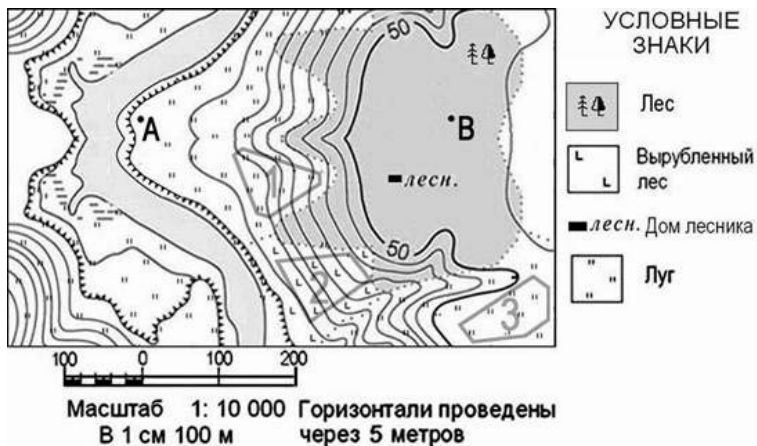 УСЛОВНЫЕ
ЗНАКИ
50
A
B
1
лесн.
50
2
3
Лес
Вырубленный
лес
лесн. Дом лесника
Луг
100 0 100 200
Масштаб 1: 10 000 Горизонтали проведены
В 1 см 100 м через 5 метров